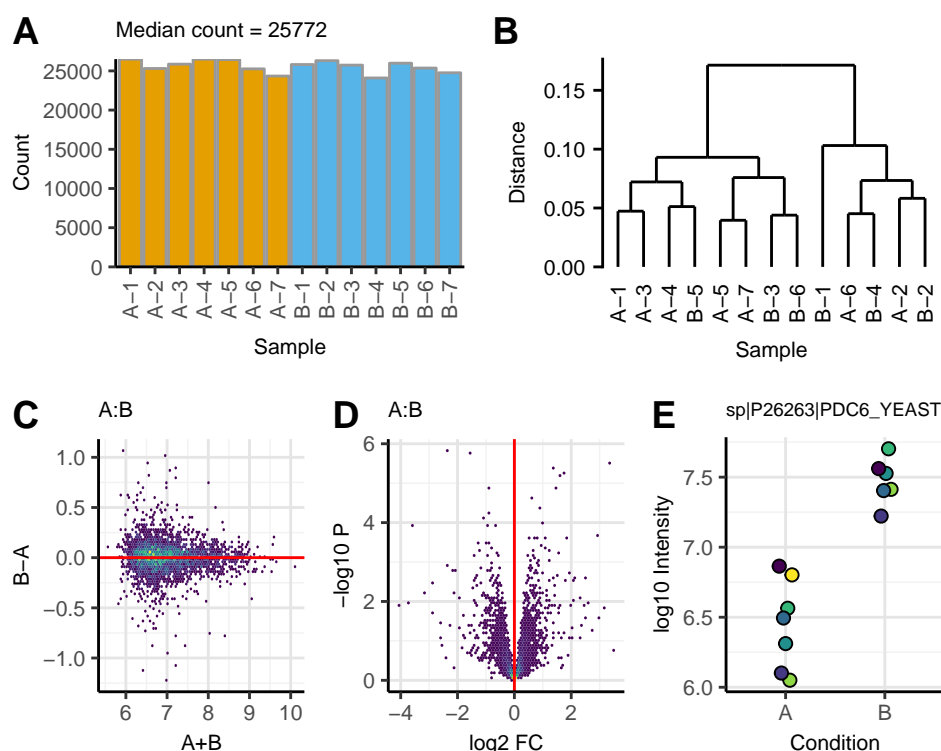 A
Median count = 25772
Count
25000
20000
15000
10000
5000
0
A−1 A−2 A−3 A−4 A−5 A−6 A−7 B−1 B−2 B−3 B−4 B−5 B−6 B−7
Sample
B
Distance
0.15
0.10
0.05
0.00
A−1 A−3 A−4 B−5 A−5 A−7 B−3 B−6 B−1 A−6 B−4 A−2 B−2
Sample
C
A:B
B−A
1.0
0.5
0.0
−0.5
−1.0
6 7 8 9 10
A+B
D
A:B
−log10 P
6
4
2
0
−4 −2 0 2
log2 FC
E
sp|P26263|PDC6_YEAST
log10 Intensity
7.5
7.0
6.5
6.0
A B
Condition